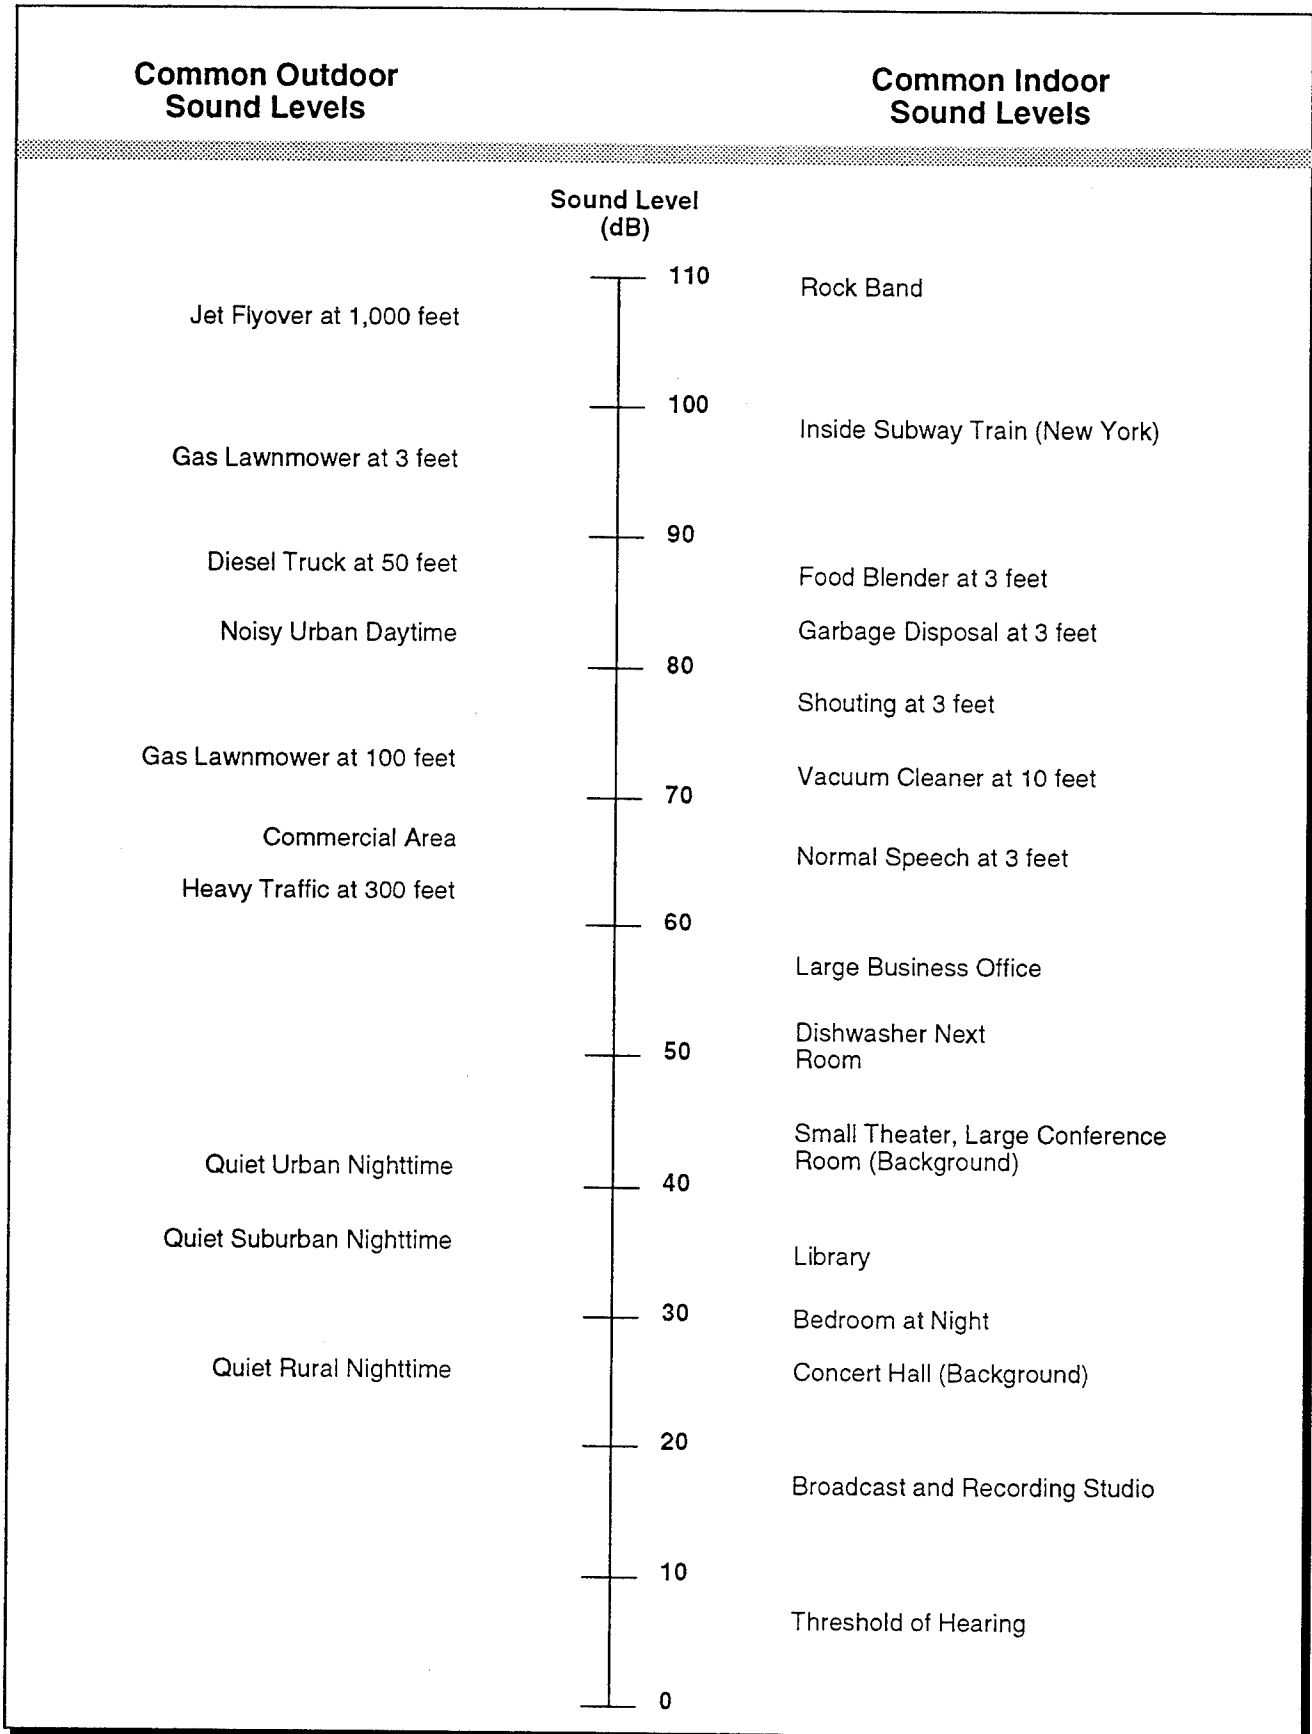 Common Outdoor
Sound Levels
Common Indoor
Sound Levels
Sound Level
(dB)
110
Rock Band
Jet Flyover at 1,000 feet
100
Inside Subway Train (New York)
Gas Lawnmower at 3 feet
90
Diesel Truck at 50 feet
Food Blender at 3 feet
Noisy Urban Daytime
Garbage Disposal at 3 feet
80
Shouting at 3 feet
Gas Lawnmower at 100 feet
Vacuum Cleaner at 10 feet
70
Commercial Area
Normal Speech at 3 feet
Heavy Traffic at 300 feet
60
Large Business Office
Dishwasher Next
Room
50
Small Theater, Large Conference
Room (Background)
Quiet Urban Nighttime
40
Quiet Suburban Nighttime
Library
30
Bedroom at Night
Quiet Rural Nighttime
Concert Hall (Background)
20
Broadcast and Recording Studio
10
Threshold of Hearing
0